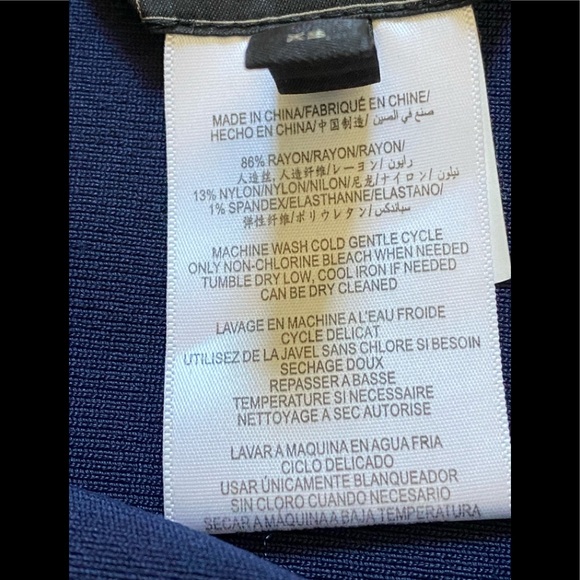 MADE IN CHINA/FABRIQUÉ EN CHINE/
HECHO EN CHINA/中国制造/صنع في الصين
86% RAYON/RAYON/RAYON/
人造丝, 人造纤维/レーヨン/رايون
13% NYLON/NYLON/NILON/尼龙/ナイロン/نيلون
1% SPANDEX/ELASTHANNE/ELASTANO/
弹性纤维/ポリウレタン/سباندكس
MACHINE WASH COLD GENTLE CYCLE
ONLY NON-CHLORINE BLEACH WHEN NEEDED
TUMBLE DRY LOW, COOL IRON IF NEEDED
CAN BE DRY CLEANED
LAVAGE EN MACHINE A L'EAU FROIDE
CYCLE DELICAT
UTILISEZ DE LA JAVEL SANS CHLORE SI BESOIN
SECHAGE DOUX
REPASSER A BASSE
TEMPERATURE SI NECESSAIRE
NETTOYAGE A SEC AUTORISE
LAVAR A MAQUINA EN AGUA FRIA
CICLO DELICADO
USAR ÚNICAMENTE BLANQUEADOR
SIN CLORO CUANDO NECESARIO
SECAR A MÁQUINA A BAJA TEMPERATURA